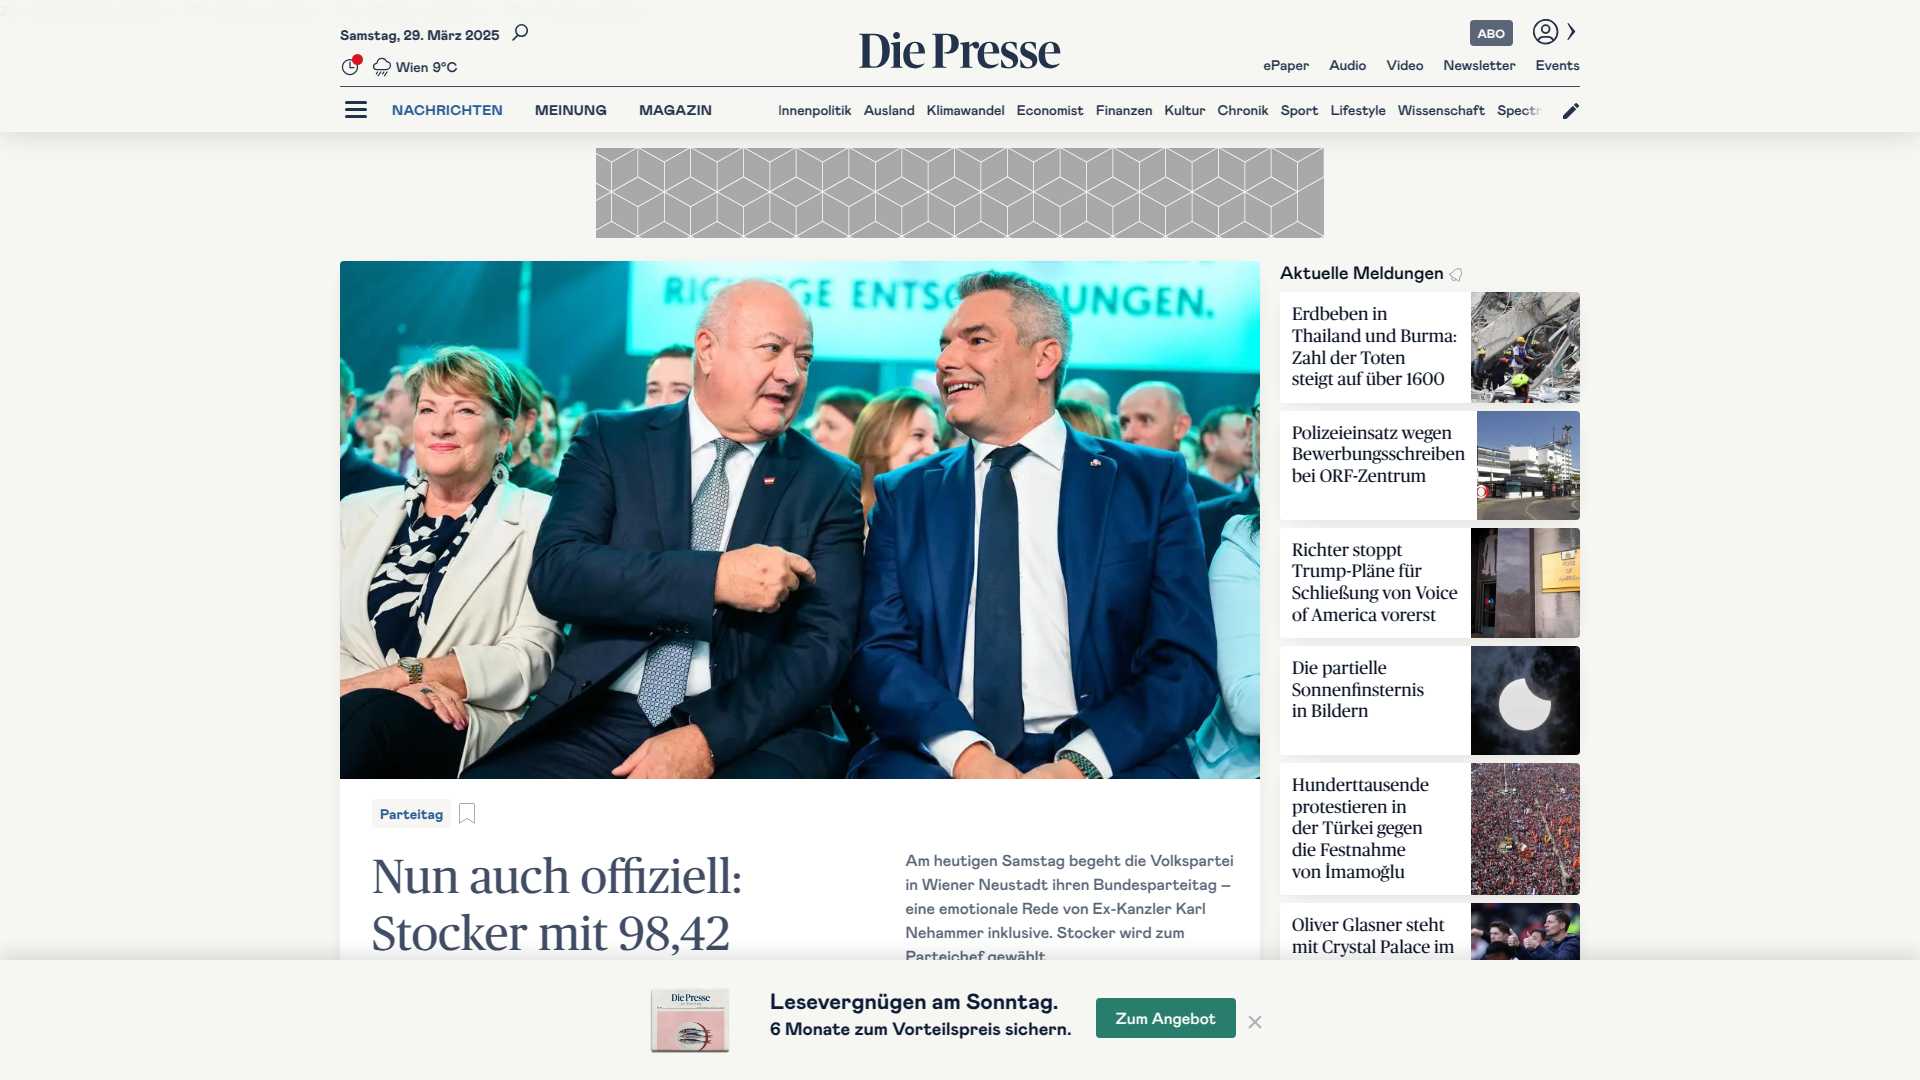 Samstag, 29. März 2025
Wien 9°C
Die Presse
ABO
ePaper Audio Video Newsletter Events
NACHRICHTEN MEINUNG MAGAZIN
Innenpolitik Ausland Klimawandel Economist Finanzen Kultur Chronik Sport Lifestyle Wissenschaft Spectr
Aktuelle Meldungen
Erdbeben in
Thailand und Burma:
Zahl der Toten
steigt auf über 1600
Polizeieinsatz wegen
Bewerbungsschreiben
bei ORF-Zentrum
Richter stoppt
Trump-Pläne für
Schließung von Voice
of America vorerst
Die partielle
Sonnenfinsternis
in Bildern
Hunderttausende
protestieren in
der Türkei gegen
die Festnahme
von İmamoğlu
Oliver Glasner steht
mit Crystal Palace im
Parteitag
Nun auch offiziell:
Stocker mit 98,42
Am heutigen Samstag begeht die Volkspartei
in Wiener Neustadt ihren Bundesparteitag –
eine emotionale Rede von Ex-Kanzler Karl
Nehammer inklusive. Stocker wird zum
Parteichef gewählt.
Die Presse
Lesevergnügen am Sonntag.
6 Monate zum Vorteilspreis sichern.
Zum Angebot